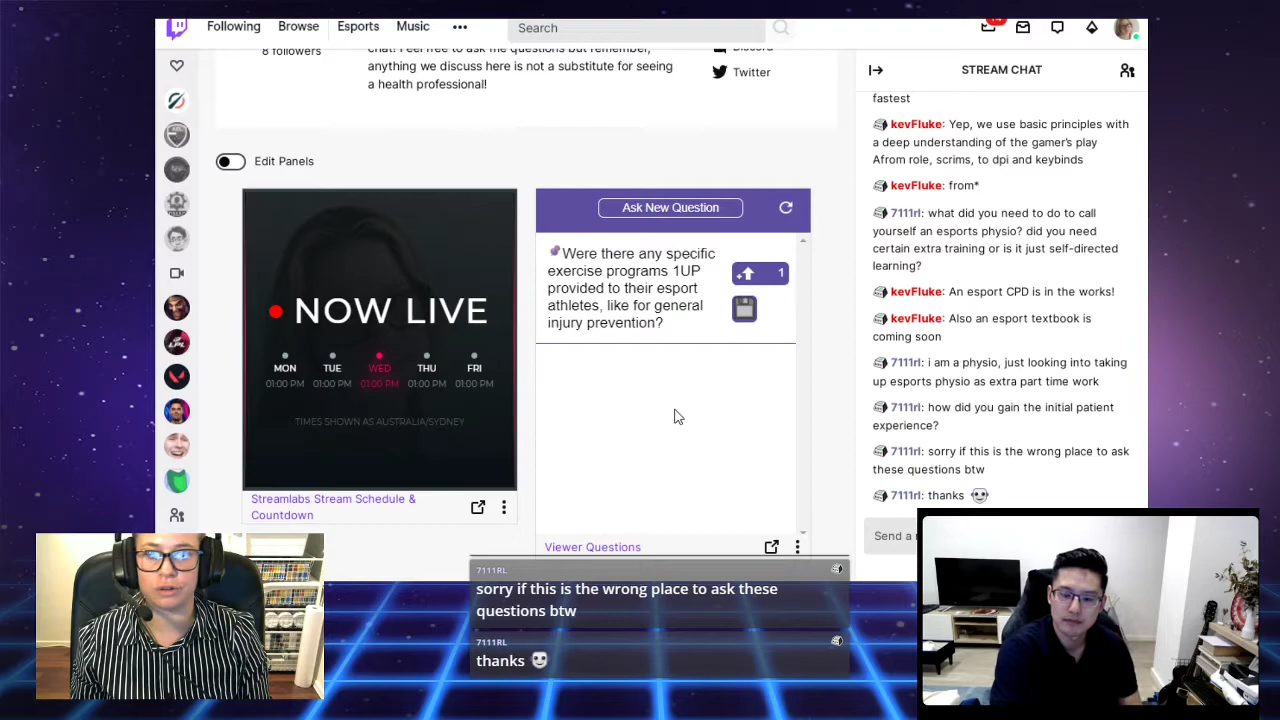 Following Browse Esports Music •••
Search
14
8 followers
chat! Feel free to ask me questions but remember,
anything we discuss here is not a substitute for seeing
a health professional!
Discord
Twitter
Edit Panels
NOW LIVE
MON TUE WED THU FRI
01:00 PM 01:00 PM 01:00 PM 01:00 PM 01:00 PM
TIMES SHOWN AS AUSTRALIA/SYDNEY
Streamlabs Stream Schedule &
Countdown
Ask New Question
Were there any specific
exercise programs 1UP
provided to their esport
athletes, like for general
injury prevention?
1
Viewer Questions
STREAM CHAT
fastest
kevFluke: Yep, we use basic principles with
a deep understanding of the gamer's play
Afrom role, scrims, to dpi and keybinds
kevFluke: from*
7111rl: what did you need to do to call
yourself an esports physio? did you need
certain extra training or is it just self-directed
learning?
kevFluke: An esport CPD is in the works!
kevFluke: Also an esport textbook is
coming soon
7111rl: i am a physio, just looking into taking
up esports physio as extra part time work
7111rl: how did you gain the initial patient
experience?
7111rl: sorry if this is the wrong place to ask
these questions btw
7111rl: thanks
Send a
7111RL
sorry if this is the wrong place to ask these
questions btw
7111RL
thanks